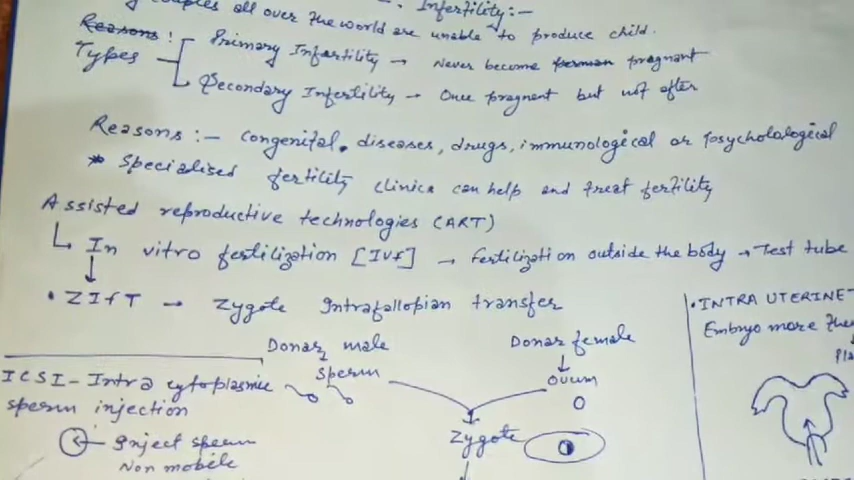 couples all over the world are unable to produce child.
Infertility:-
Reasons :-
Types
Primary Infertility → Never become pregnant
Secondary Infertility → Once pregnant but not after
Reasons :- Congenital. diseases, drugs, immunological or Psycholalogical
* Specialised fertility clinics can help and treat fertility
Assisted reproductive technologies (ART)
In vitro fertilization [IVF] → fertilization outside the body → Test tube
• ZIFT → Zygote Intrafallopian transfer
Donar male
Sperm
Donar female
Ovum
Zygote
ICSI - Intra cytoplasmic
sperm injection
Inject sperm
Non mobile
• INTRA UTERINE T
Embryo more